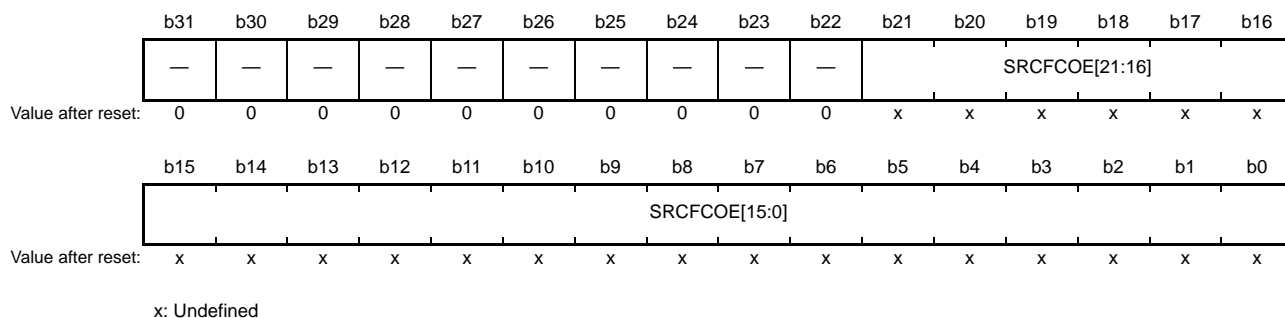 b31 b30 b29 b28 b27 b26 b25 b24 b23 b22 b21 b20 b19 b18 b17 b16
— — — — — — — — — — SRCFCOE[21:16]
Value after reset: 0 0 0 0 0 0 0 0 0 0 x x x x x x
b15 b14 b13 b12 b11 b10 b9 b8 b7 b6 b5 b4 b3 b2 b1 b0
SRCFCOE[15:0]
Value after reset: x x x x x x x x x x x x x x x x
x: Undefined